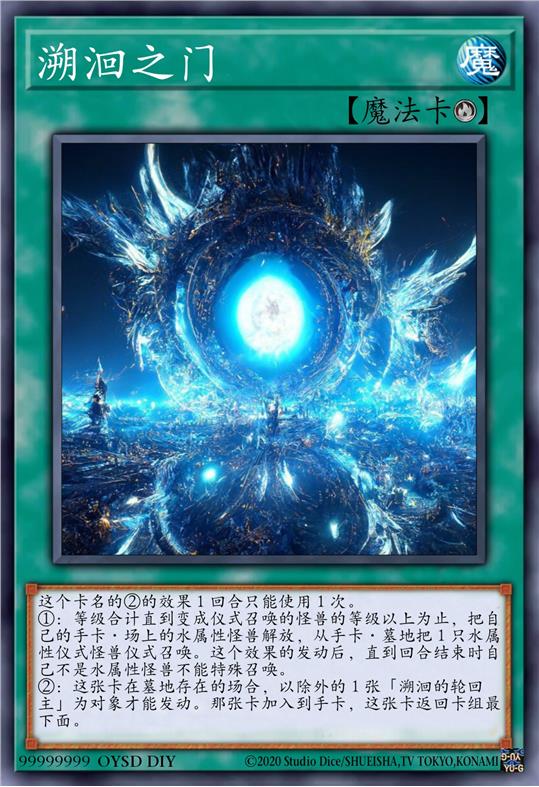 溯洄之门
魔
【魔法卡】
这个卡名的②的效果1回合只能使用1次。
①：等级合计直到变成仪式召唤的怪兽的等级以上为止，把自
己的手卡·场上的水属性怪兽解放，从手卡·墓地把1只水属
性仪式怪兽仪式召唤。这个效果的发动后，直到回合结束时自
己不是水属性怪兽不能特殊召唤。
②：这张卡在墓地存在的场合，以除外的1张「溯洄的轮回
主」为对象才能发动。那张卡加入到手卡，这张卡返回卡组最
下面。
99999999 OYSD DIY
©2020 Studio Dice/SHUEISHA,TV TOKYO,KONAMI